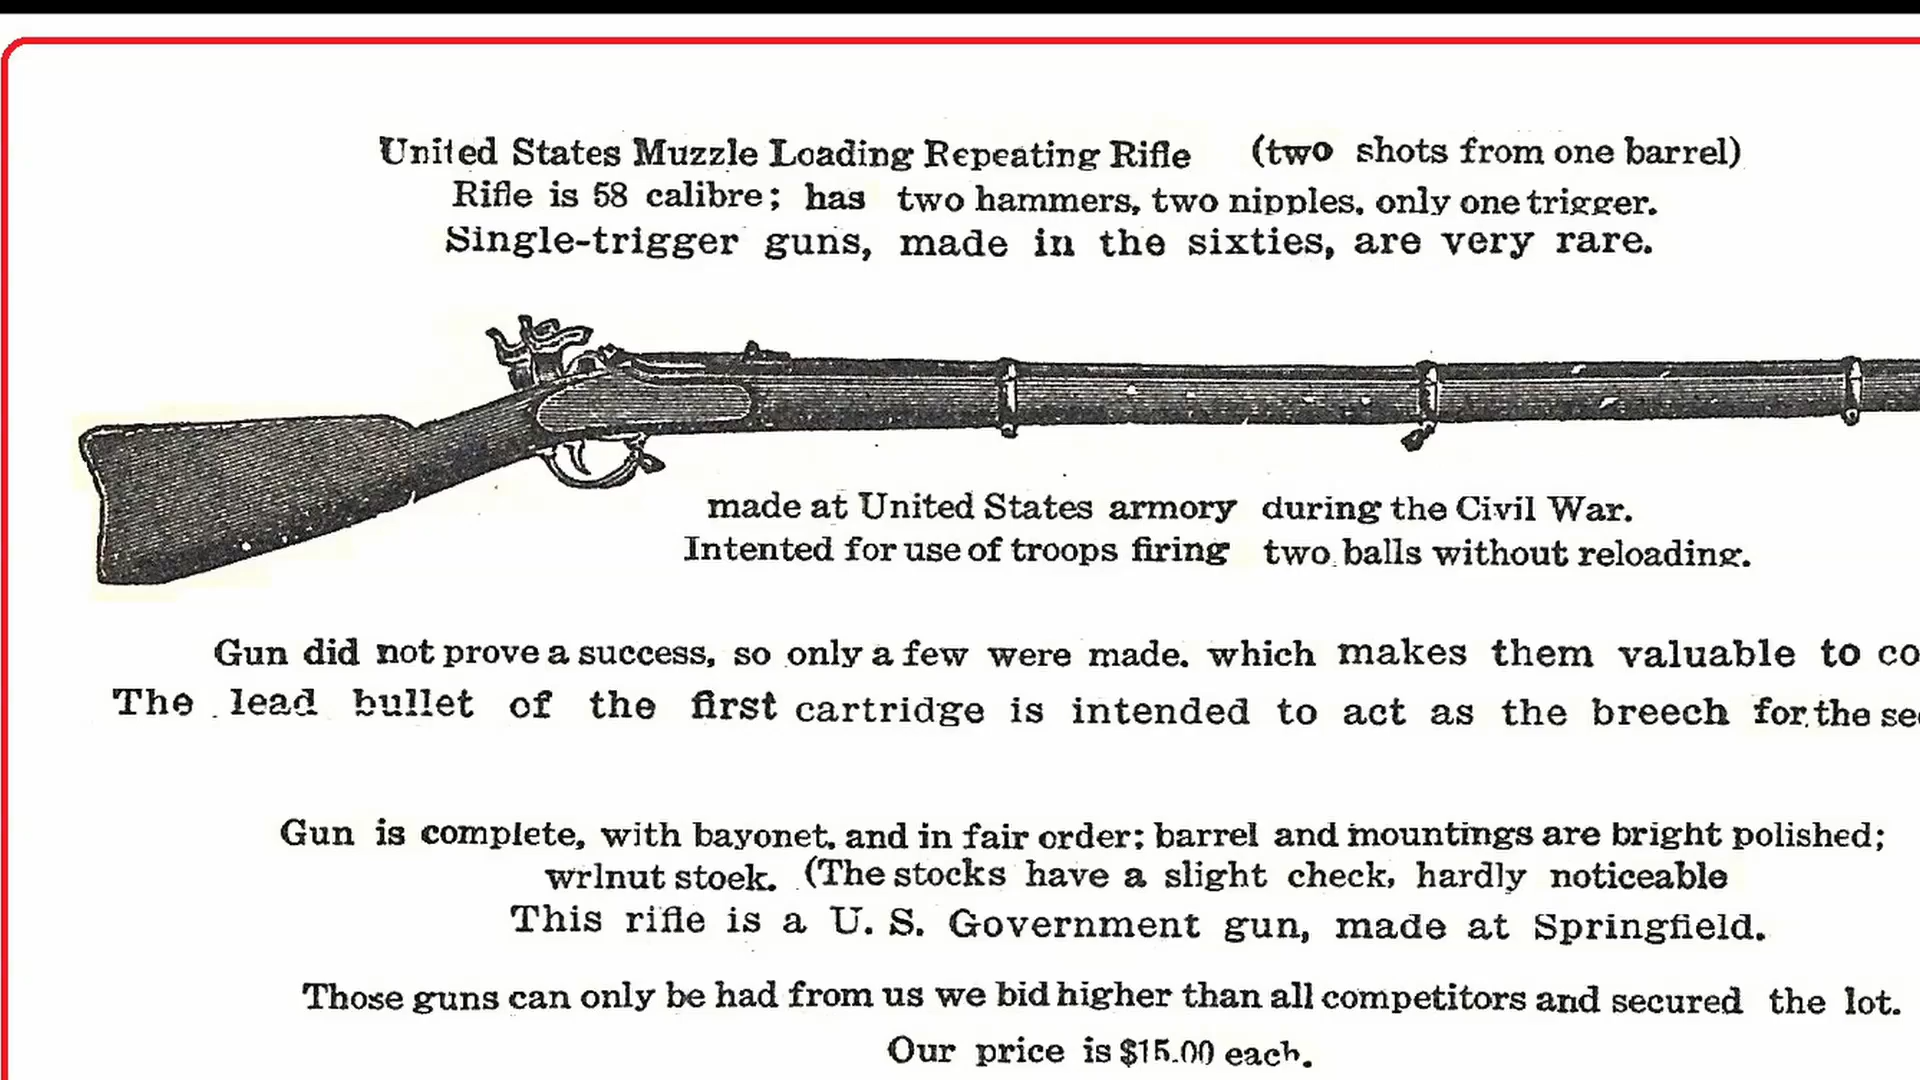 United States Muzzle Loading Repeating Rifle (two shots from one barrel)
Rifle is 58 calibre; has two hammers, two nipples, only one trigger.
Single-trigger guns, made in the sixties, are very rare.
made at United States armory during the Civil War.
Intented for use of troops firing two balls without reloading.
Gun did not prove a success, so only a few were made. which makes them valuable to co
The lead bullet of the first cartridge is intended to act as the breech for the se
Gun is complete, with bayonet, and in fair order; barrel and mountings are bright polished;
wrlnut stoek. (The stocks have a slight check, hardly noticeable
This rifle is a U. S. Government gun, made at Springfield.
Those guns can only be had from us we bid higher than all competitors and secured the lot.
Our price is $15.00 each.